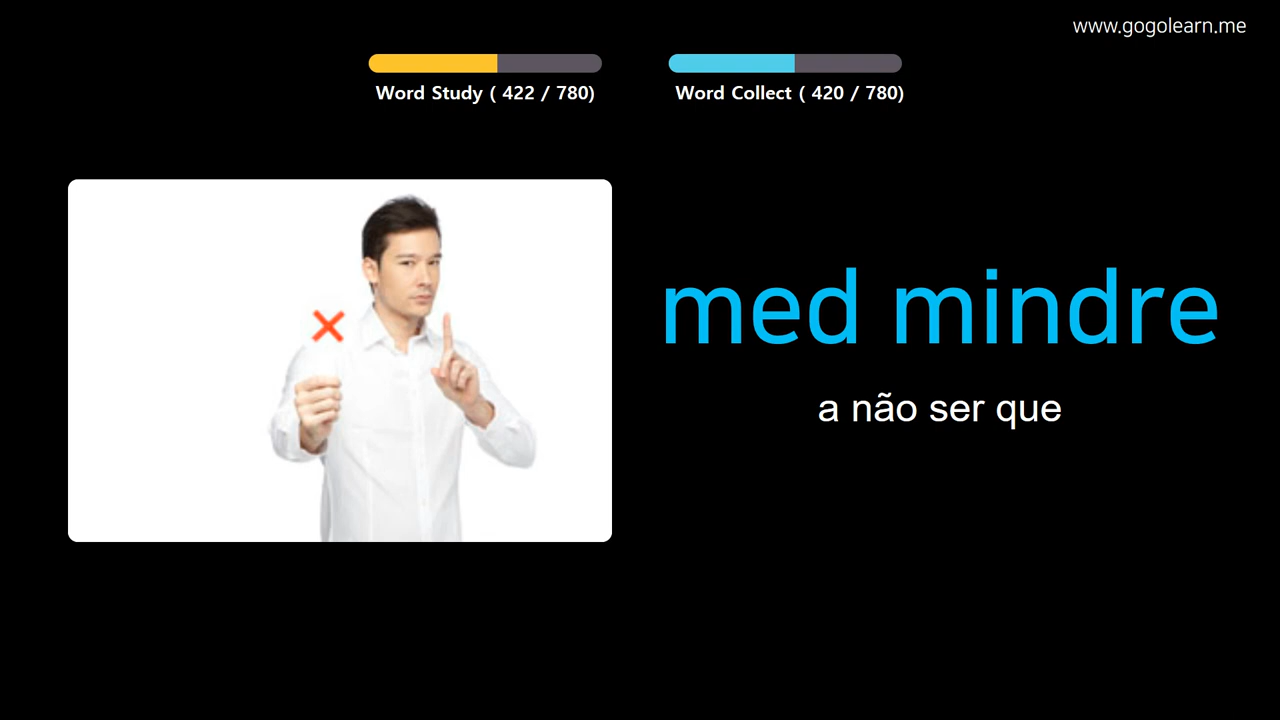 www.gogolearn.me
Word Study ( 422 / 780)
Word Collect ( 420 / 780)
med mindre
a não ser que